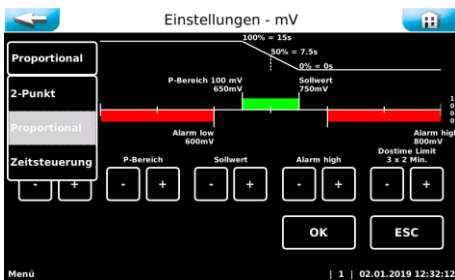 Einstellungen - mV
100% = 15s
50% = 7.5s
0% = 0s
Proportional
P-Bereich 100 mV
650mV
Sollwert
750mV
2-Punkt
Proportional
Alarm low
600mV
Alarm high
800mV
Zeitsteuerung
P-Bereich
Sollwert
Alarm high
Dostime Limit
3 x 2 Min.
- + - + - + - + - +
OK
ESC
Menü
| 1 | 02.01.2019 12:32:12